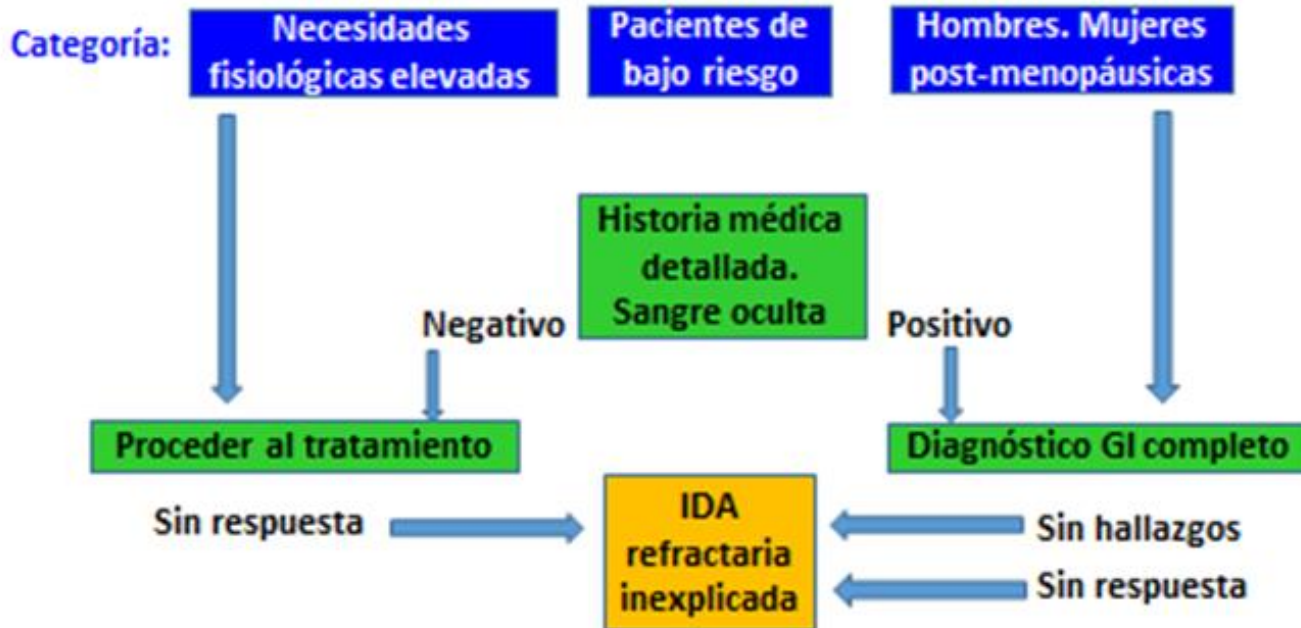 Categoría:
Necesidades
fisiológicas elevadas
Pacientes de
bajo riesgo
Hombres. Mujeres
post-menopáusicas
Historia médica
detallada.
Sangre oculta
Negativo
Positivo
Proceder al tratamiento
Diagnóstico GI completo
Sin respuesta
IDA
refractaria
inexplicada
Sin hallazgos
Sin respuesta